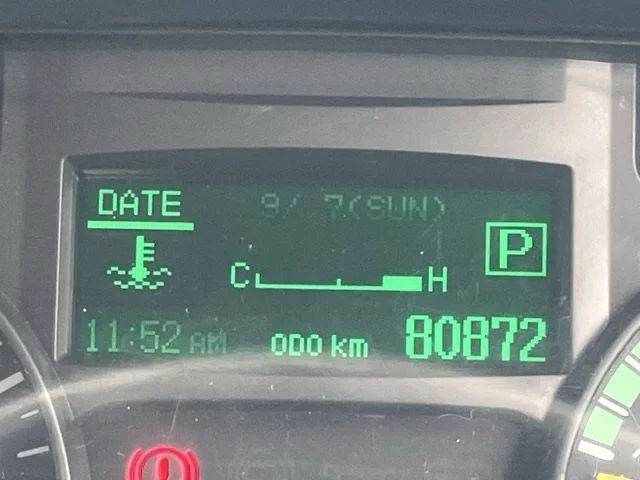 DATE 9/ 7(SUN)
P
C H
11:52 AM ODO km 80872